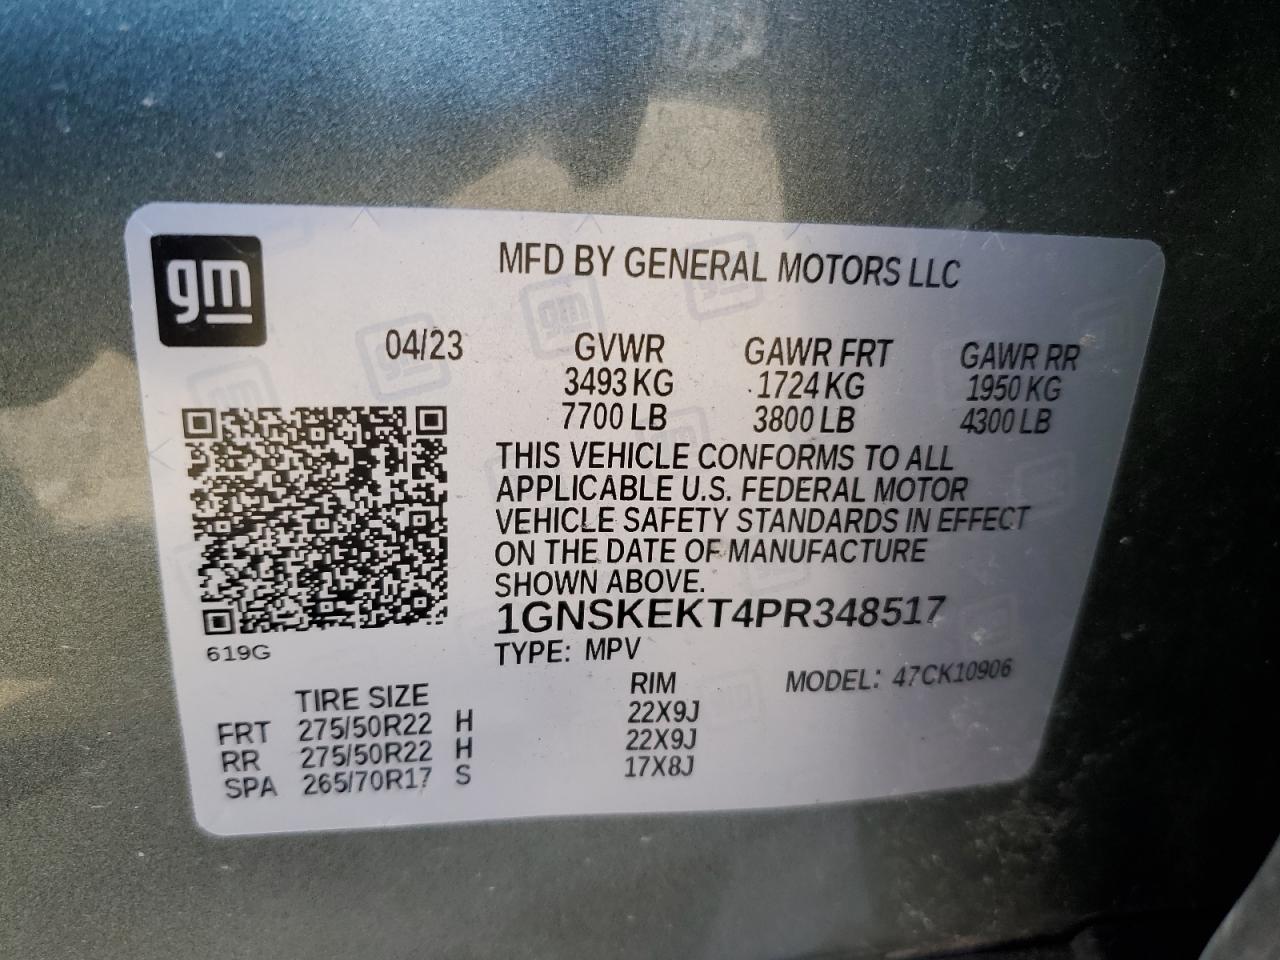 gm
MFD BY GENERAL MOTORS LLC
04/23
GVWR GAWR FRT GAWR RR
3493 KG 1724 KG 1950 KG
7700 LB 3800 LB 4300 LB
THIS VEHICLE CONFORMS TO ALL
APPLICABLE U.S. FEDERAL MOTOR
VEHICLE SAFETY STANDARDS IN EFFECT
ON THE DATE OF MANUFACTURE
SHOWN ABOVE.
1GNSKEKT4PR348517
619G
TYPE: MPV
TIRE SIZE RIM MODEL: 47CK10906
FRT 275/50R22 H 22X9J
RR 275/50R22 H 22X9J
SPA 265/70R17 S 17X8J